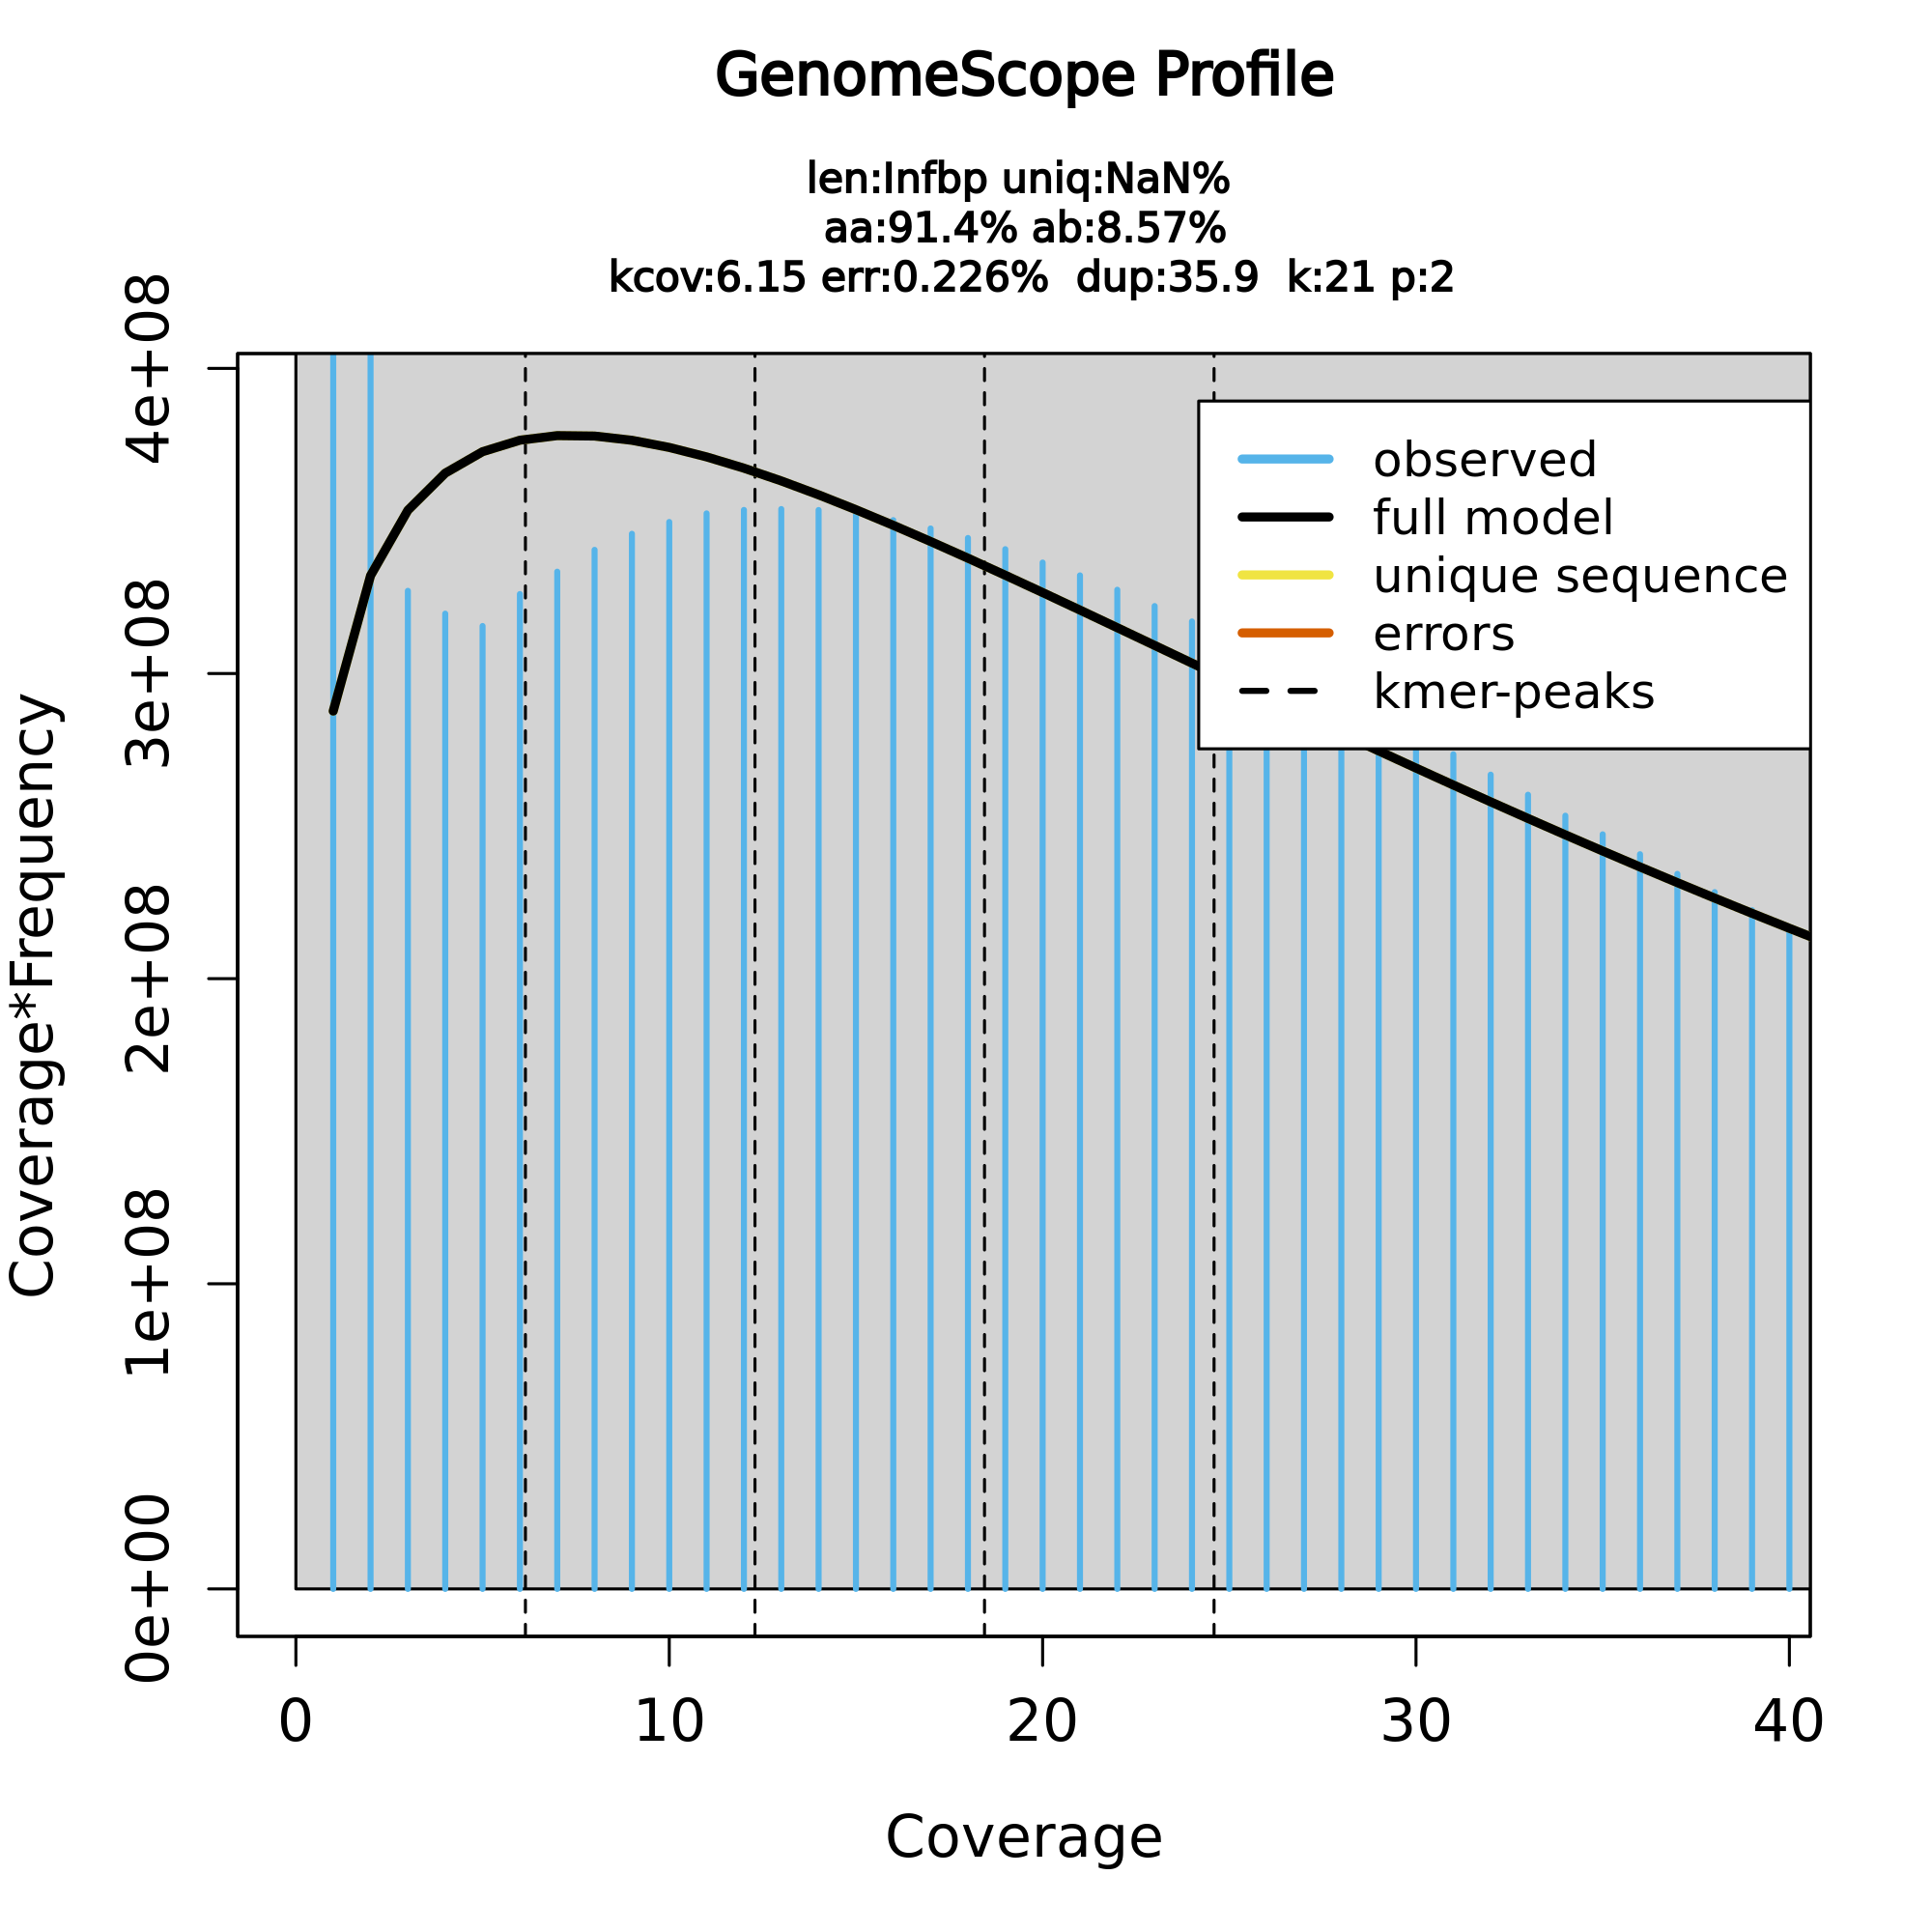 GenomeScope Profile
len:Infbp uniq:NaN%
aa:91.4% ab:8.57%
kcov:6.15 err:0.226% dup:35.9 k:21 p:2
Coverage*Frequency
4e+08
3e+08
2e+08
1e+08
0e+00
observed
full model
unique sequence
errors
kmer-peaks
0 10 20 30 40
Coverage